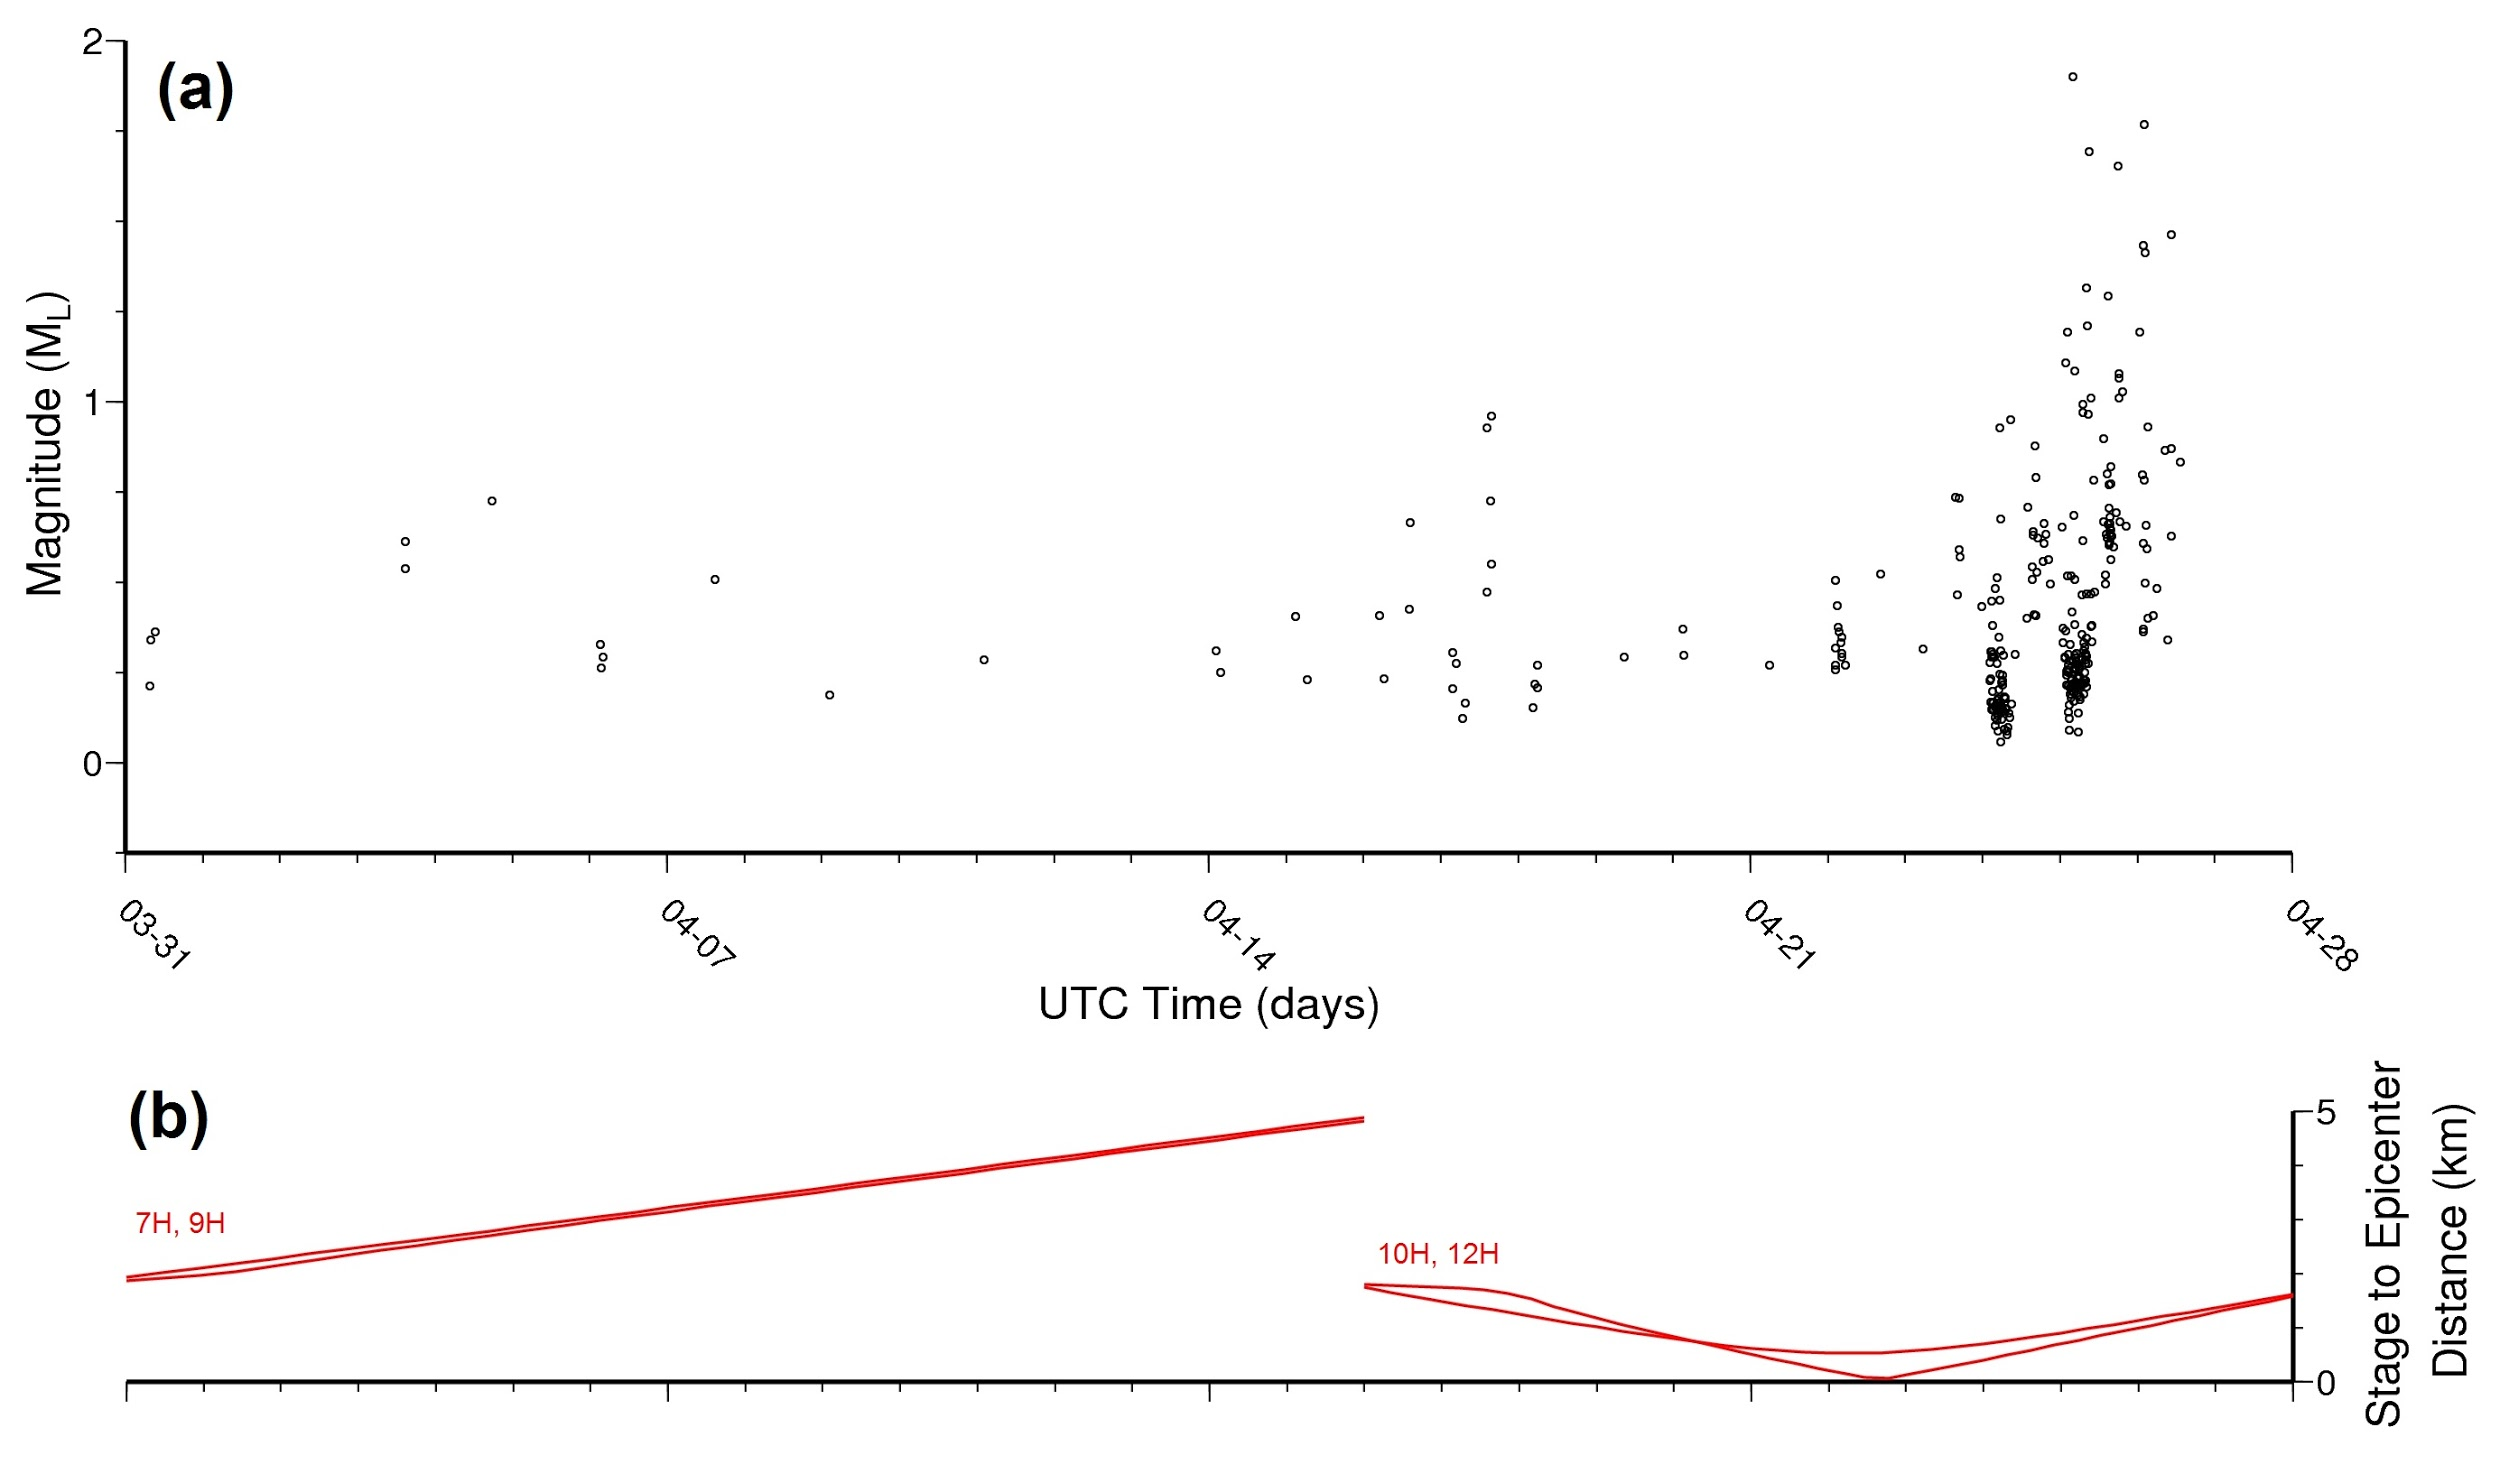 (a)
2
1
0
Magnitude (ML)
03-31
04-07
04-14
04-21
04-28
UTC Time (days)
(b)
7H, 9H
10H, 12H
5
0
Stage to Epicenter
Distance (km)